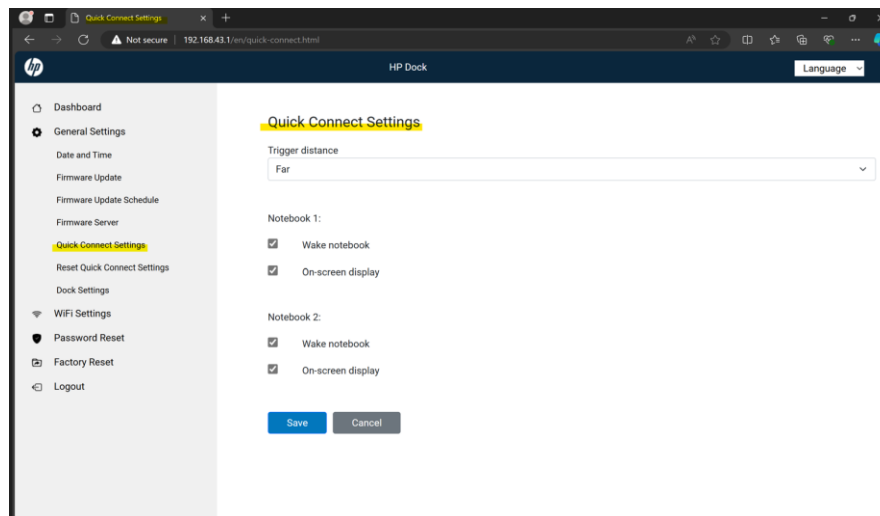 Quick Connect Settings
Not secure 192.168.43.1/en/quick-connect.html
hp HP Dock Language
Dashboard
General Settings
Date and Time
Firmware Update
Firmware Update Schedule
Firmware Server
Quick Connect Settings
Reset Quick Connect Settings
Dock Settings
WiFi Settings
Password Reset
Factory Reset
Logout
Quick Connect Settings
Trigger distance
Far
Notebook 1:
Wake notebook
On-screen display
Notebook 2:
Wake notebook
On-screen display
Save Cancel